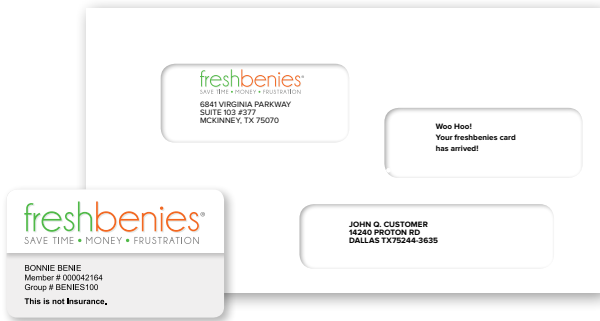 freshbenies®
SAVE TIME • MONEY • FRUSTRATION
6841 VIRGINIA PARKWAY
SUITE 103 #377
MCKINNEY, TX 75070
Woo Hoo!
Your freshbenies card
has arrived!
JOHN Q. CUSTOMER
14240 PROTON RD
DALLAS TX75244-3635
freshbenies®
SAVE TIME • MONEY • FRUSTRATION
BONNIE BENIE
Member # 000042164
Group # BENIES100
This is not Insurance.